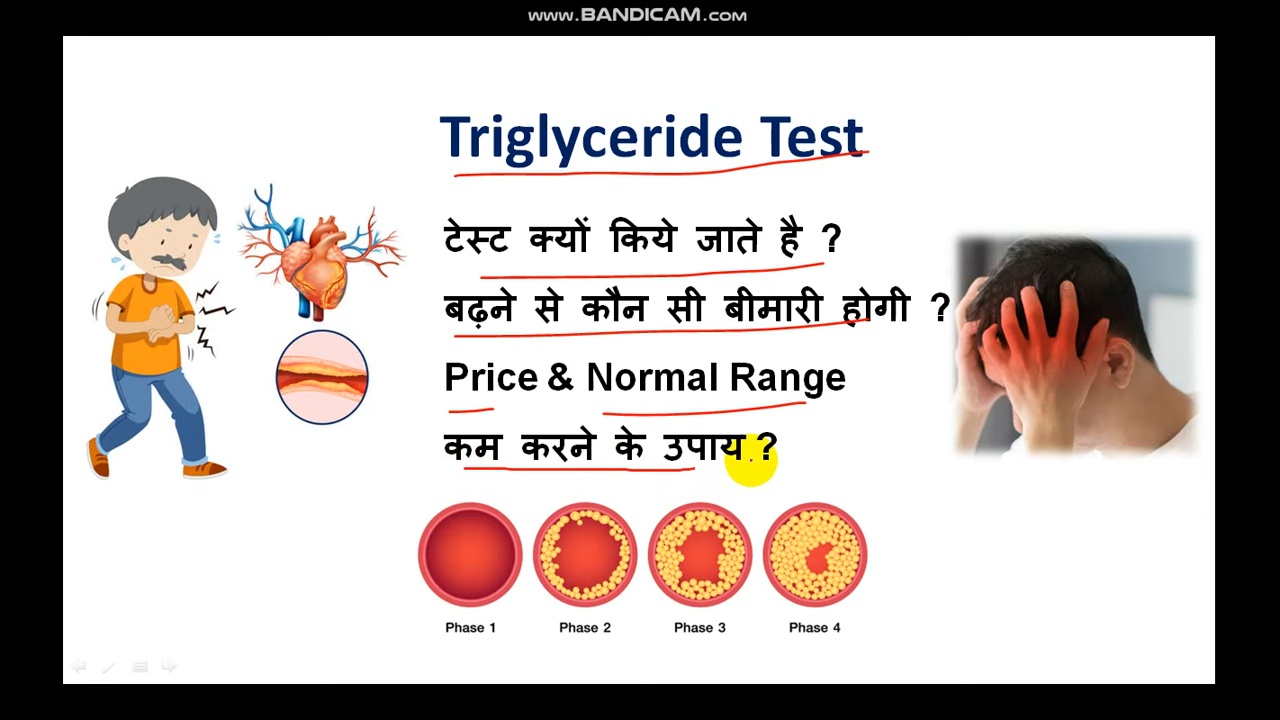 www.BANDICAM.com
Triglyceride Test
टेस्ट क्यों किये जाते है ?
बढ़ने से कौन सी बीमारी होगी ?
Price & Normal Range
कम करने के उपाय ?
Phase 1 Phase 2 Phase 3 Phase 4